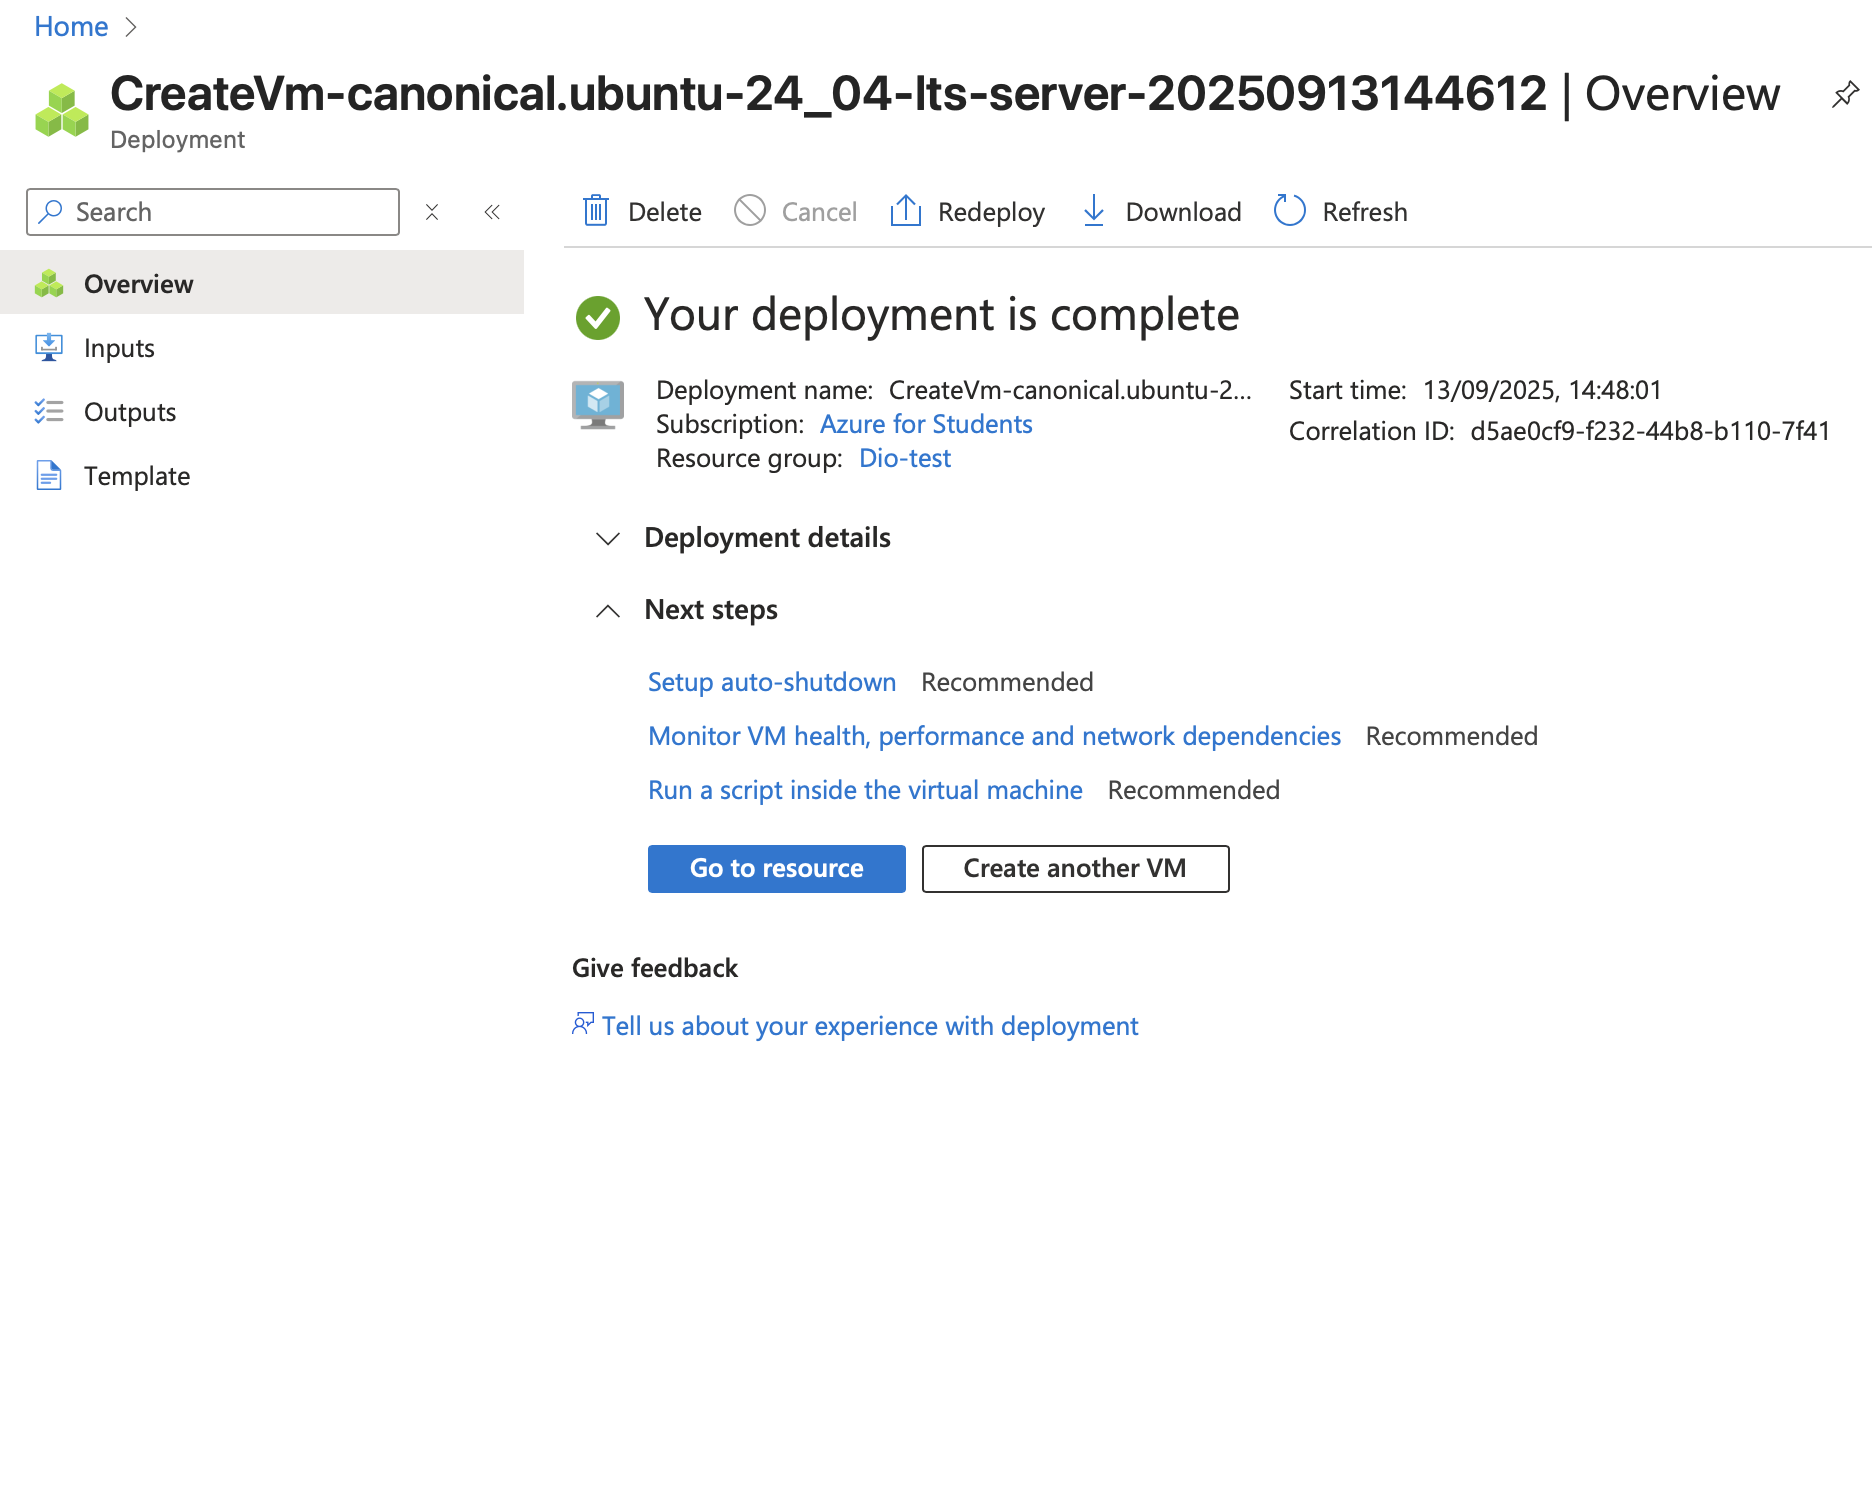 Home
CreateVm-canonical.ubuntu-24_04-lts-server-20250913144612 | Overview
Deployment
Search
Overview
Inputs
Outputs
Template
Delete Cancel Redeploy Download Refresh
Your deployment is complete
Deployment name: CreateVm-canonical.ubuntu-2...
Subscription: Azure for Students
Resource group: Dio-test
Start time: 13/09/2025, 14:48:01
Correlation ID: d5ae0cf9-f232-44b8-b110-7f41
Deployment details
Next steps
Setup auto-shutdown Recommended
Monitor VM health, performance and network dependencies Recommended
Run a script inside the virtual machine Recommended
Go to resource Create another VM
Give feedback
Tell us about your experience with deployment